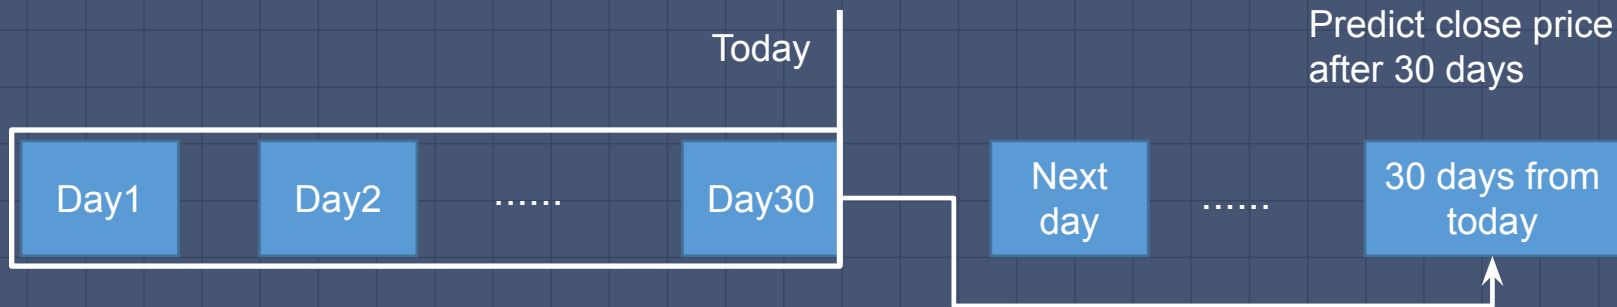 Today
Predict close price
after 30 days
Day1
Day2
......
Day30
Next
day
......
30 days from
today